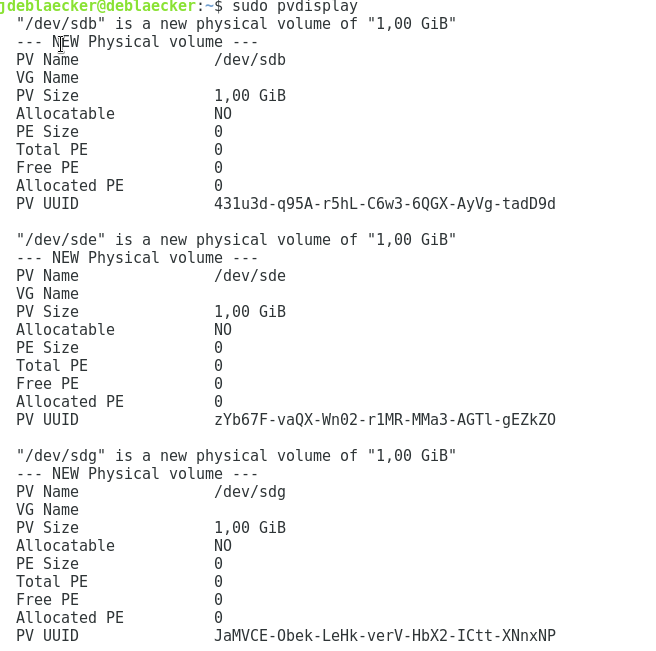 jdeblaecker@deblaecker:~$ sudo pvdisplay
"/dev/sdb" is a new physical volume of "1,00 GiB"
--- NEW Physical volume ---
PV Name /dev/sdb
VG Name
PV Size 1,00 GiB
Allocatable NO
PE Size 0
Total PE 0
Free PE 0
Allocated PE 0
PV UUID 431u3d-q95A-r5hL-C6w3-6QGX-AyVg-tadD9d

"/dev/sde" is a new physical volume of "1,00 GiB"
--- NEW Physical volume ---
PV Name /dev/sde
VG Name
PV Size 1,00 GiB
Allocatable NO
PE Size 0
Total PE 0
Free PE 0
Allocated PE 0
PV UUID zYb67F-vaQX-Wn02-r1MR-MMa3-AGTl-gEZkZO

"/dev/sdg" is a new physical volume of "1,00 GiB"
--- NEW Physical volume ---
PV Name /dev/sdg
VG Name
PV Size 1,00 GiB
Allocatable NO
PE Size 0
Total PE 0
Free PE 0
Allocated PE 0
PV UUID JaMVCE-Obek-LeHk-verV-HbX2-ICtt-XNnxNP